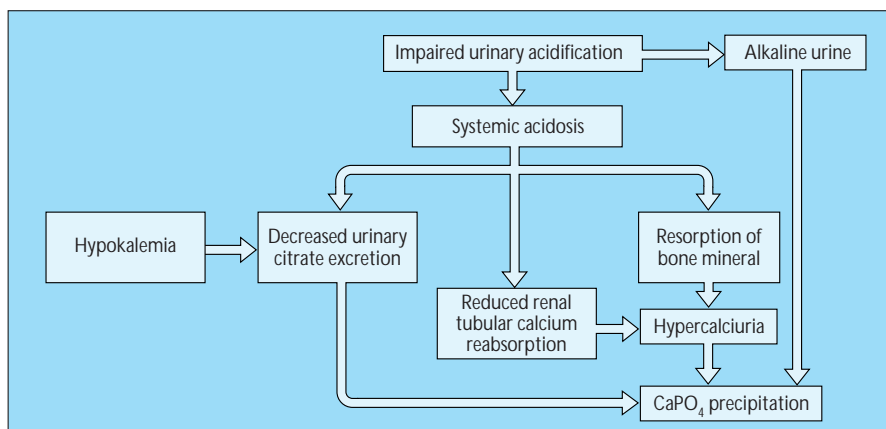 Impaired urinary acidification
Alkaline urine
Systemic acidosis
Hypokalemia
Decreased urinary
citrate excretion
Resorption of
bone mineral
Reduced renal
tubular calcium
reabsorption
Hypercalciuria
CaPO₄ precipitation